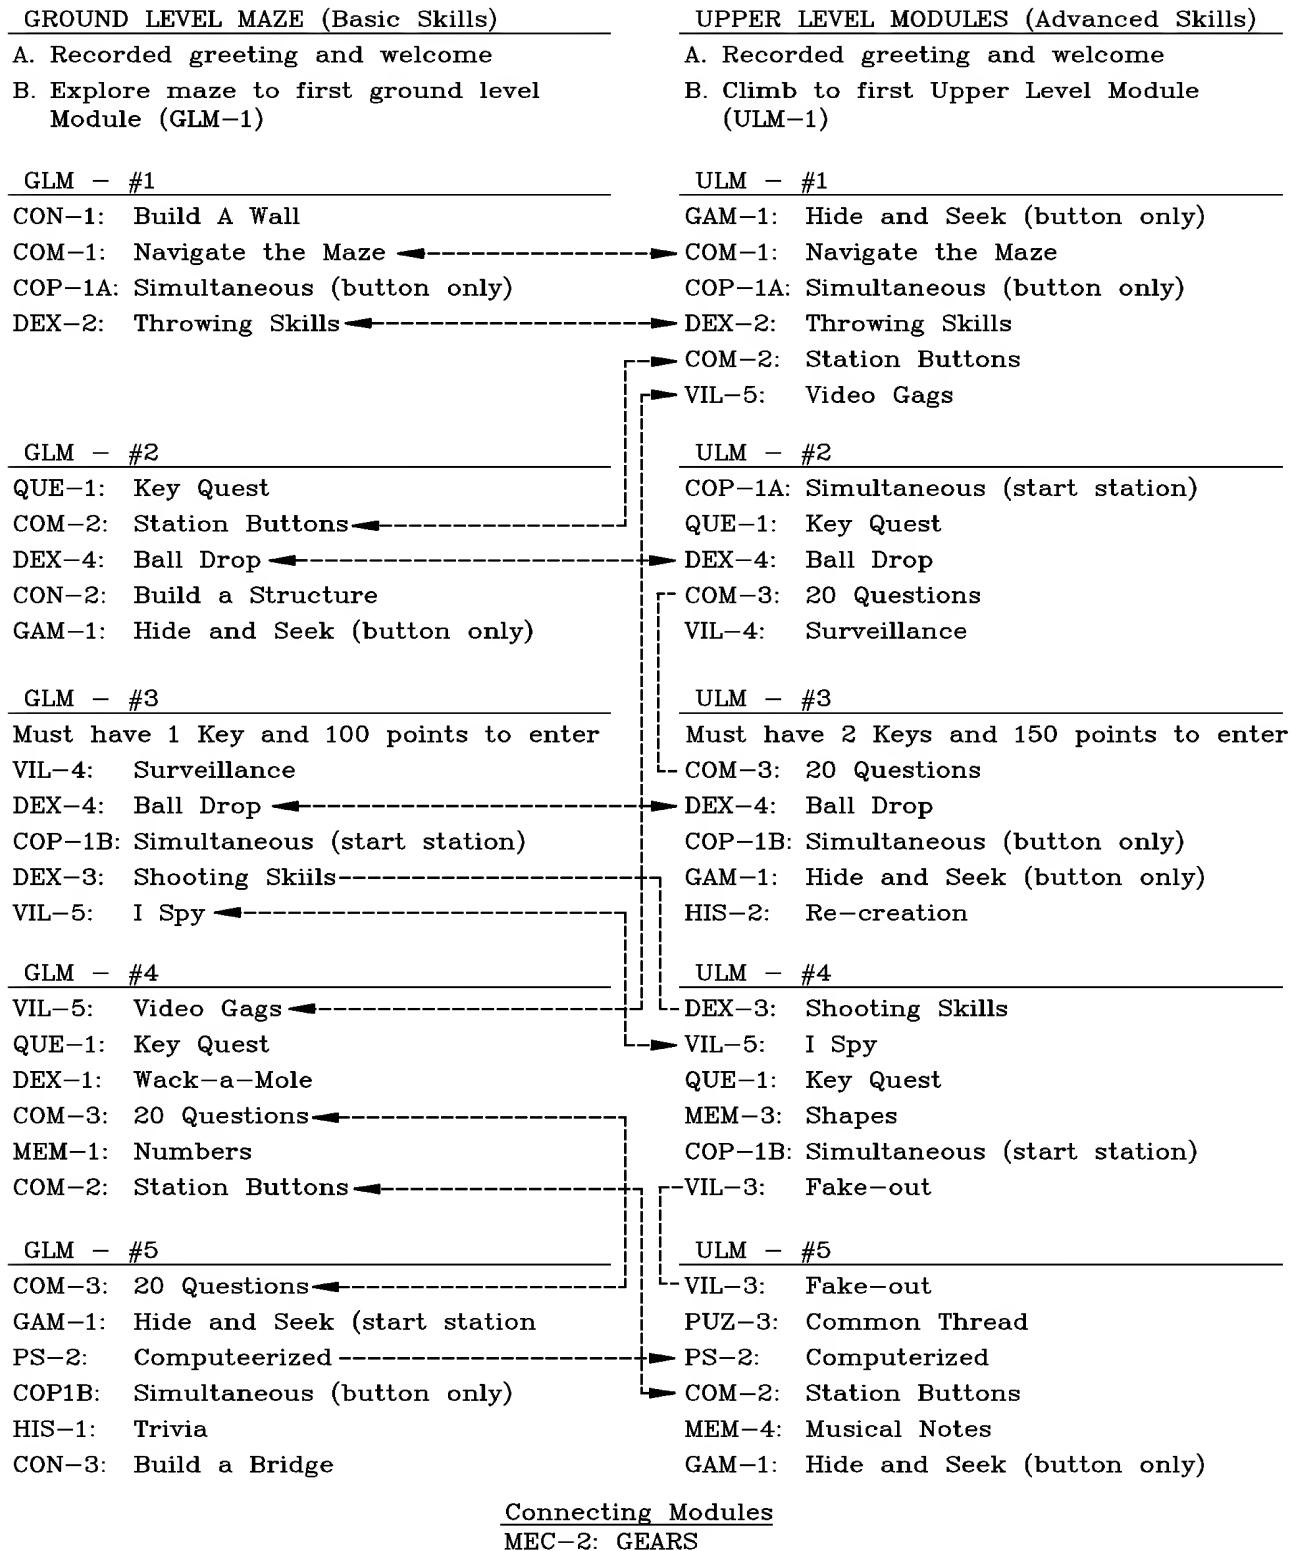 GROUND LEVEL MAZE (Basic Skills)
A. Recorded greeting and welcome
B. Explore maze to first ground level
Module (GLM-1)
GLM - #1
CON-1: Build A Wall
COM-1: Navigate the Maze
COP-1A: Simultaneous (button only)
DEX-2: Throwing Skills
GLM - #2
QUE-1: Key Quest
COM-2: Station Buttons
DEX-4: Ball Drop
CON-2: Build a Structure
GAM-1: Hide and Seek (button only)
GLM - #3
Must have 1 Key and 100 points to enter
VIL-4: Surveillance
DEX-4: Ball Drop
COP-1B: Simultaneous (start station)
DEX-3: Shooting Skiils
VIL-5: I Spy
GLM - #4
VIL-5: Video Gags
QUE-1: Key Quest
DEX-1: Wack-a-Mole
COM-3: 20 Questions
MEM-1: Numbers
COM-2: Station Buttons
GLM - #5
COM-3: 20 Questions
GAM-1: Hide and Seek (start station
PS-2: Computeerized
COP1B: Simultaneous (button only)
HIS-1: Trivia
CON-3: Build a Bridge
UPPER LEVEL MODULES (Advanced Skills)
A. Recorded greeting and welcome
B. Climb to first Upper Level Module
(ULM-1)
ULM - #1
GAM-1: Hide and Seek (button only)
COM-1: Navigate the Maze
COP-1A: Simultaneous (button only)
DEX-2: Throwing Skills
COM-2: Station Buttons
VIL-5: Video Gags
ULM - #2
COP-1A: Simultaneous (start station)
QUE-1: Key Quest
DEX-4: Ball Drop
COM-3: 20 Questions
VIL-4: Surveillance
ULM - #3
Must have 2 Keys and 150 points to enter
COM-3: 20 Questions
DEX-4: Ball Drop
COP-1B: Simultaneous (button only)
GAM-1: Hide and Seek (button only)
HIS-2: Re-creation
ULM - #4
DEX-3: Shooting Skills
VIL-5: I Spy
QUE-1: Key Quest
MEM-3: Shapes
COP-1B: Simultaneous (start station)
VIL-3: Fake-out
ULM - #5
VIL-3: Fake-out
PUZ-3: Common Thread
PS-2: Computerized
COM-2: Station Buttons
MEM-4: Musical Notes
GAM-1: Hide and Seek (button only)
Connecting Modules
MEC-2: GEARS